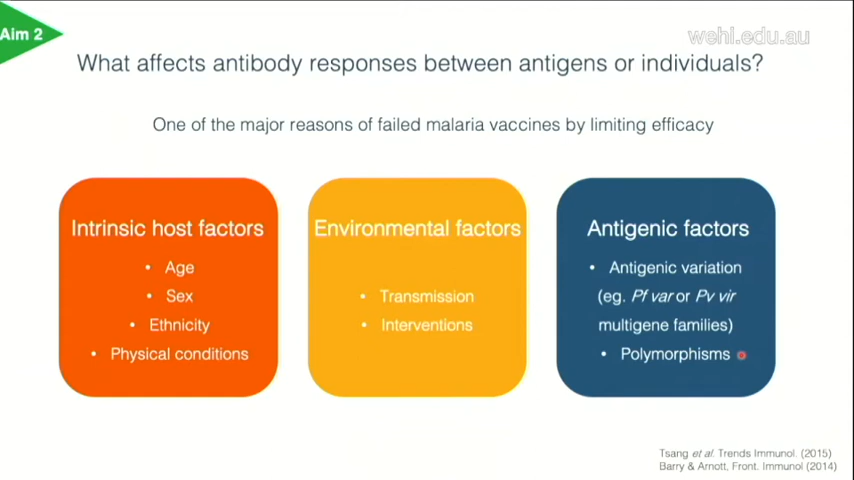 Aim 2
wehi.edu.au
What affects antibody responses between antigens or individuals?
One of the major reasons of failed malaria vaccines by limiting efficacy
Intrinsic host factors
• Age
• Sex
• Ethnicity
• Physical conditions
Environmental factors
• Transmission
• Interventions
Antigenic factors
• Antigenic variation
(eg. Pf var or Pv vir
multigene families)
• Polymorphisms
Tsang et al. Trends Immunol. (2015)
Barry & Arnott, Front. Immunol (2014)